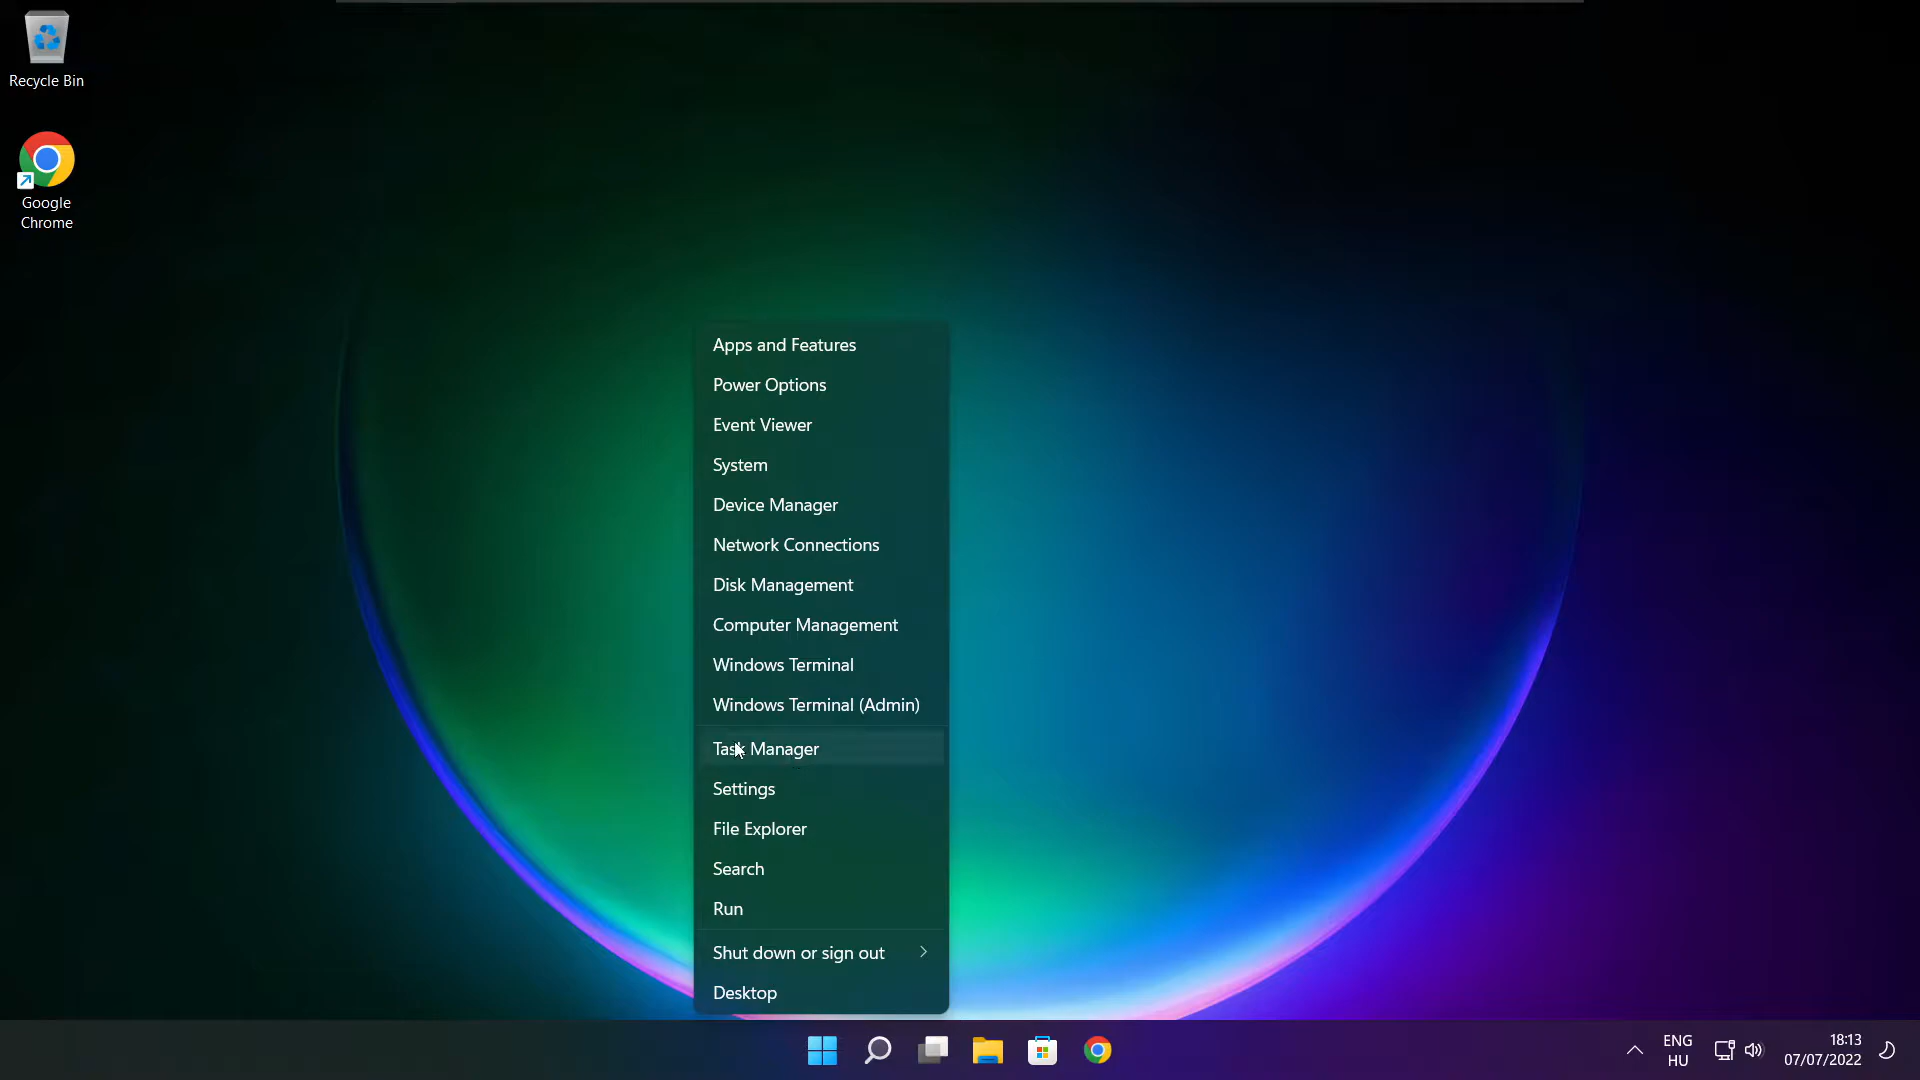 Recycle Bin
Google
Chrome
Apps and Features
Power Options
Event Viewer
System
Device Manager
Network Connections
Disk Management
Computer Management
Windows Terminal
Windows Terminal (Admin)
Task Manager
Settings
File Explorer
Search
Run
Shut down or sign out
Desktop
ENG
HU
18:13
07/07/2022